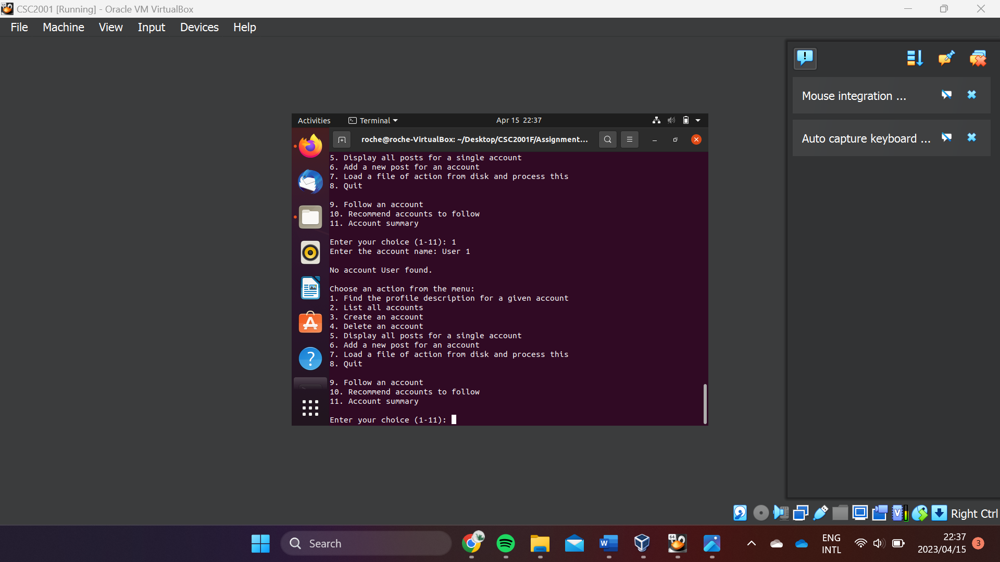 CSC2001 [Running] - Oracle VM VirtualBox
File Machine View Input Devices Help
Mouse integration ...
Auto capture keyboard ...
Activities Terminal Apr 15 22:37
roche@roche-VirtualBox: ~/Desktop/CSC2001F/Assignment...
5. Display all posts for a single account
6. Add a new post for an account
7. Load a file of action from disk and process this
8. Quit
9. Follow an account
10. Recommend accounts to follow
11. Account summary
Enter your choice (1-11): 1
Enter the account name: User 1
No account User found.
Choose an action from the menu:
1. Find the profile description for a given account
2. List all accounts
3. Create an account
4. Delete an account
5. Display all posts for a single account
6. Add a new post for an account
7. Load a file of action from disk and process this
8. Quit
9. Follow an account
10. Recommend accounts to follow
11. Account summary
Enter your choice (1-11):
Right Ctrl
Search
ENG
INTL
22:37
2023/04/15
3